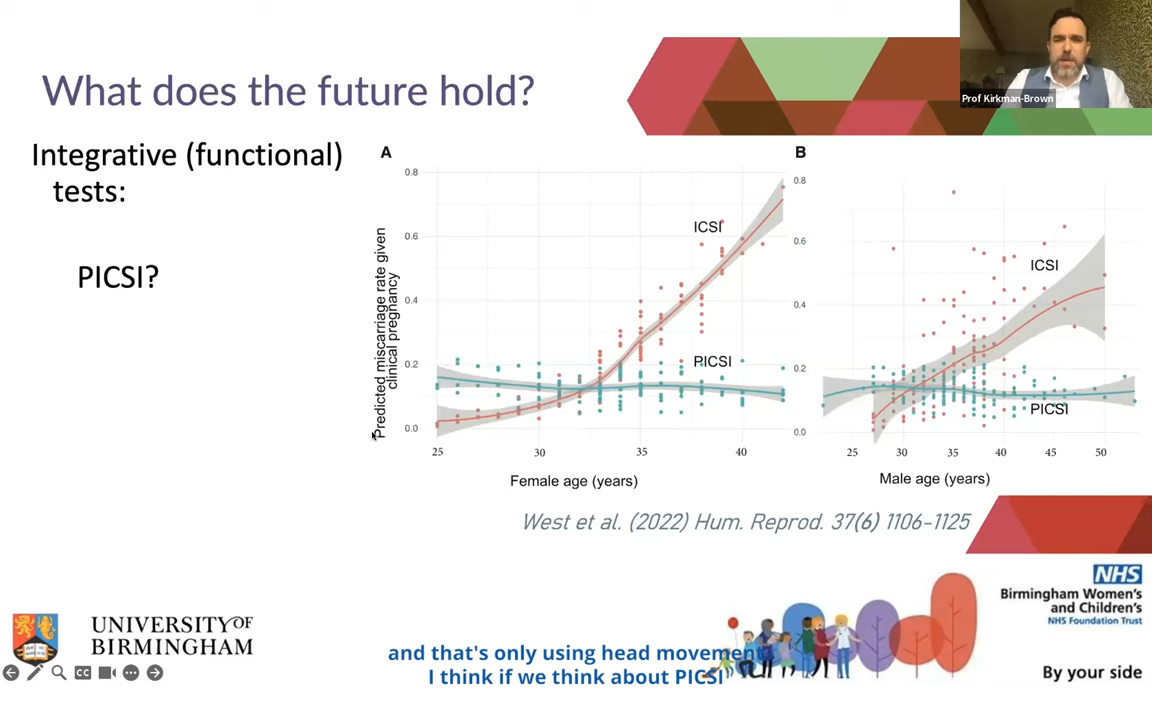 What does the future hold?
Prof Kirkman-Brown
Integrative (functional)
tests:
PICSI?
A
Predicted miscarriage rate given
clinical pregnancy
0.8
0.6
0.4
0.2
0.0
ICSI
PICSI
25
30
35
40
Female age (years)
B
0.8
0.6
0.4
0.2
0.0
ICSI
PICSI
25
30
35
40
45
50
Male age (years)
West et al. (2022) Hum. Reprod. 37(6) 1106-1125
UNIVERSITY OF
BIRMINGHAM
NHS
Birmingham Women's
and Children's
NHS Foundation Trust
By your side
CC
and that's only using head movement
I think if we think about PICSI